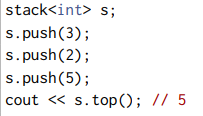 stack<int> s;
s.push(3);
s.push(2);
s.push(5);
cout << s.top(); // 5